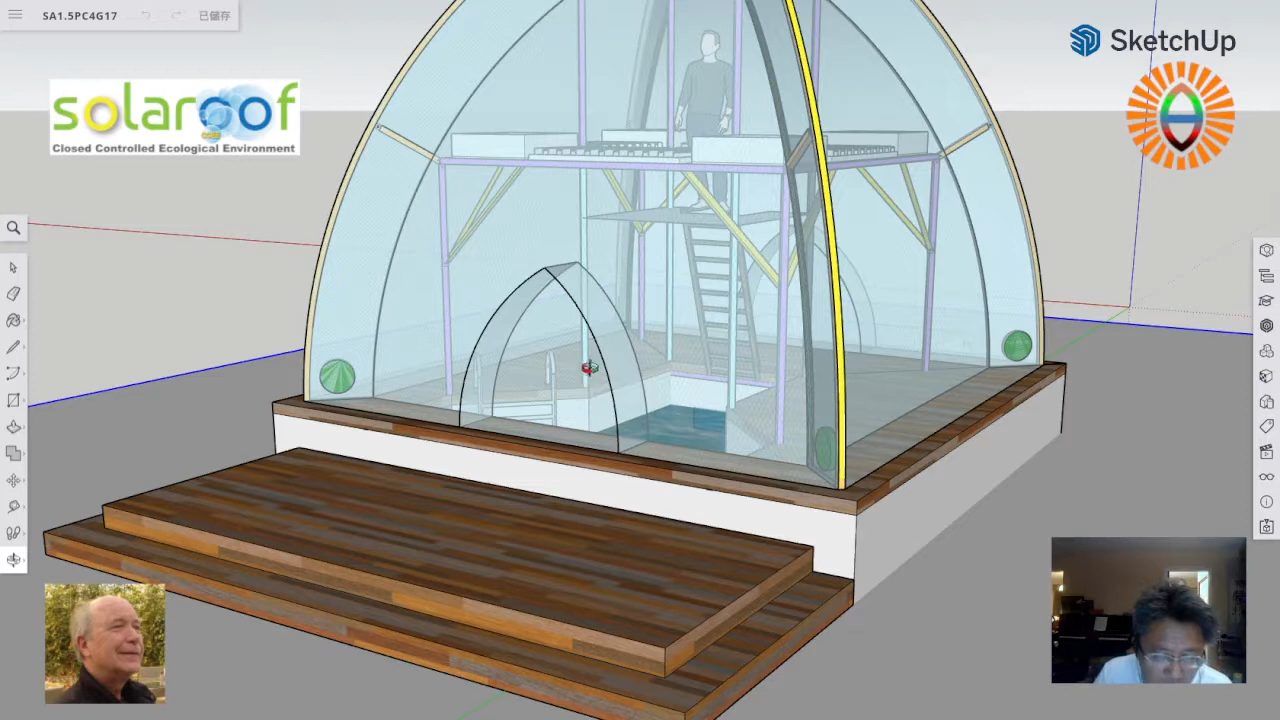 SA1.5PC4G17
已儲存
SketchUp
solaroof
Closed Controlled Ecological Environment